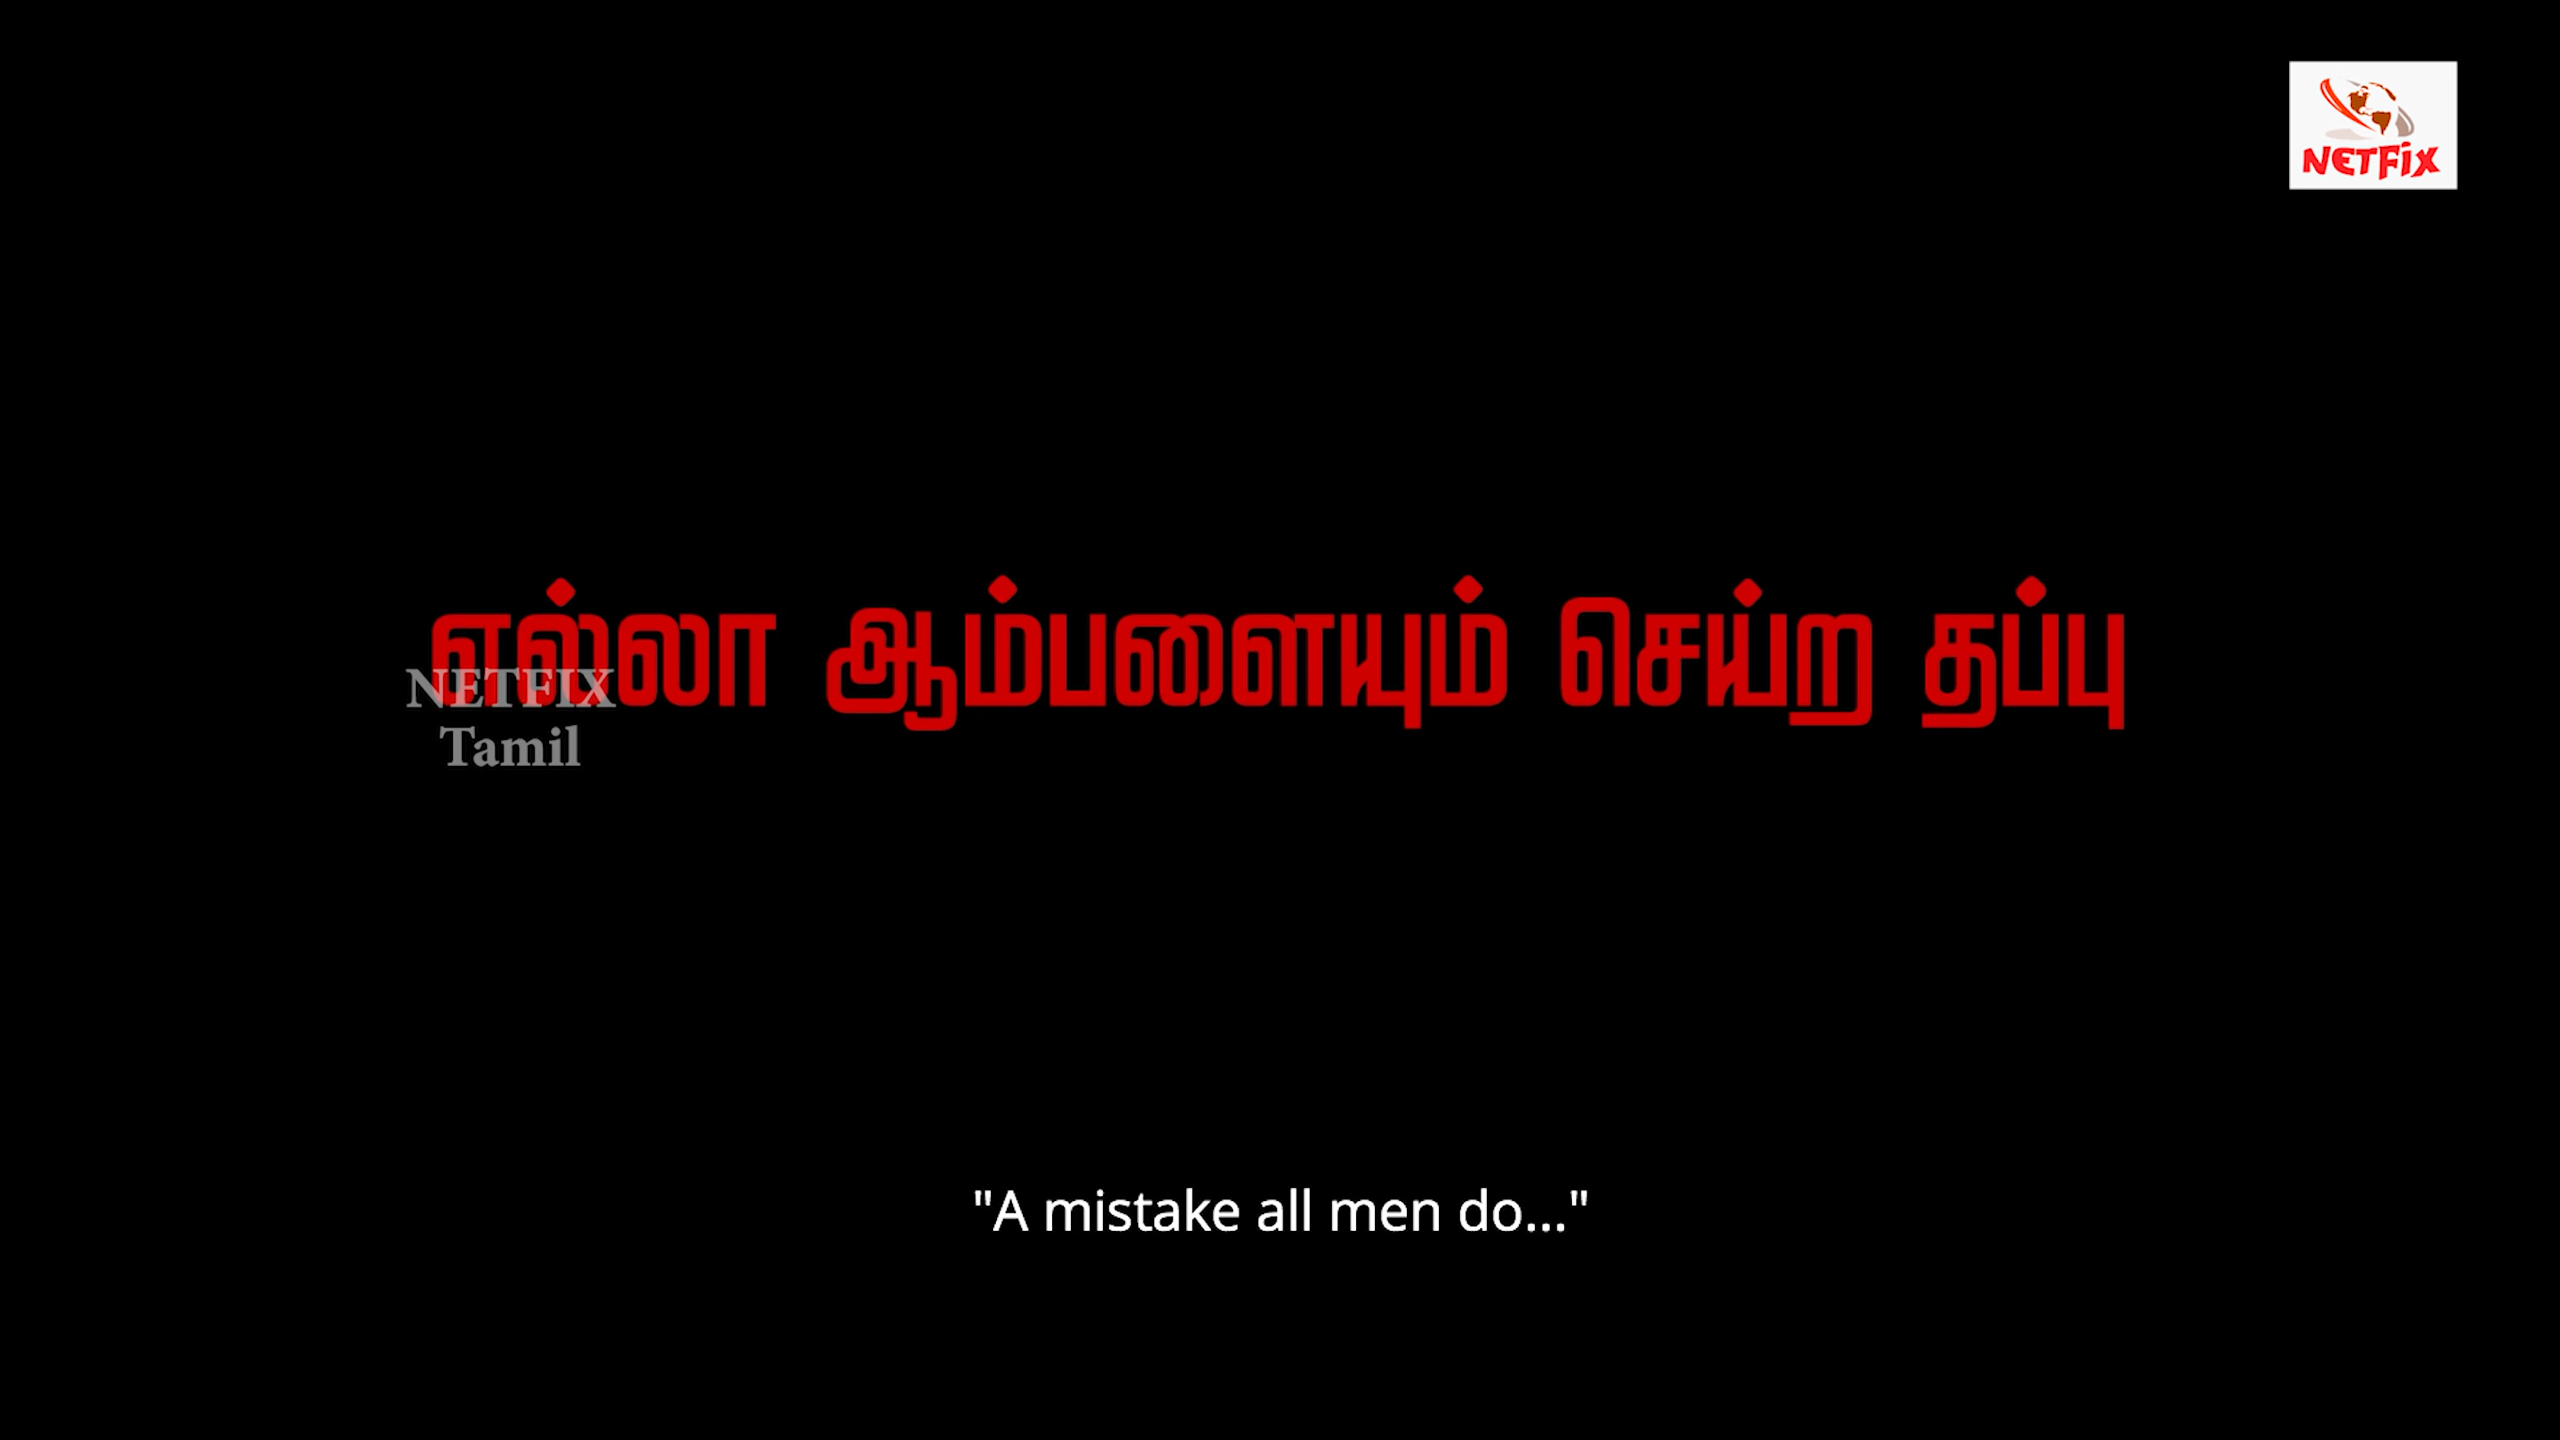 NETFiX
எல்லா ஆம்பளையும் செய்ற தப்பு
NETFIX
Tamil
"A mistake all men do..."